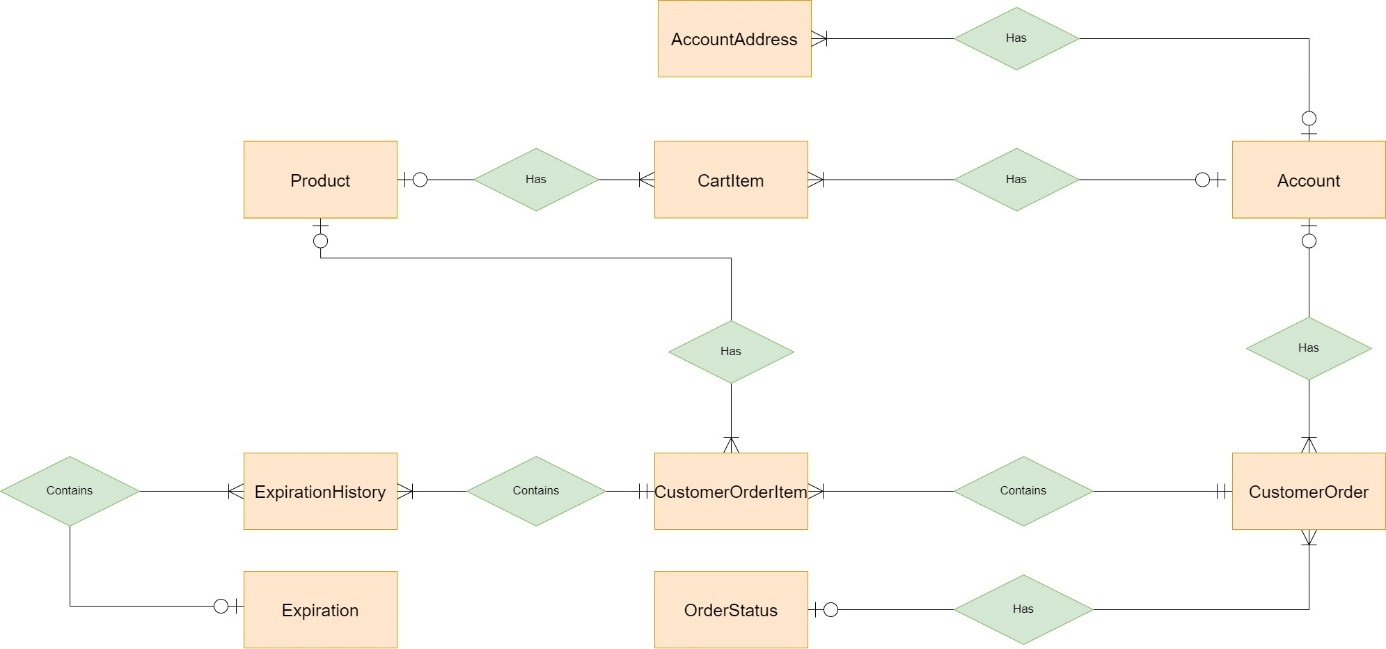 AccountAddress
Has
Product
Has
CartItem
Has
Account
Has
Has
Contains
ExpirationHistory
Contains
CustomerOrderItem
Contains
CustomerOrder
Expiration
OrderStatus
Has